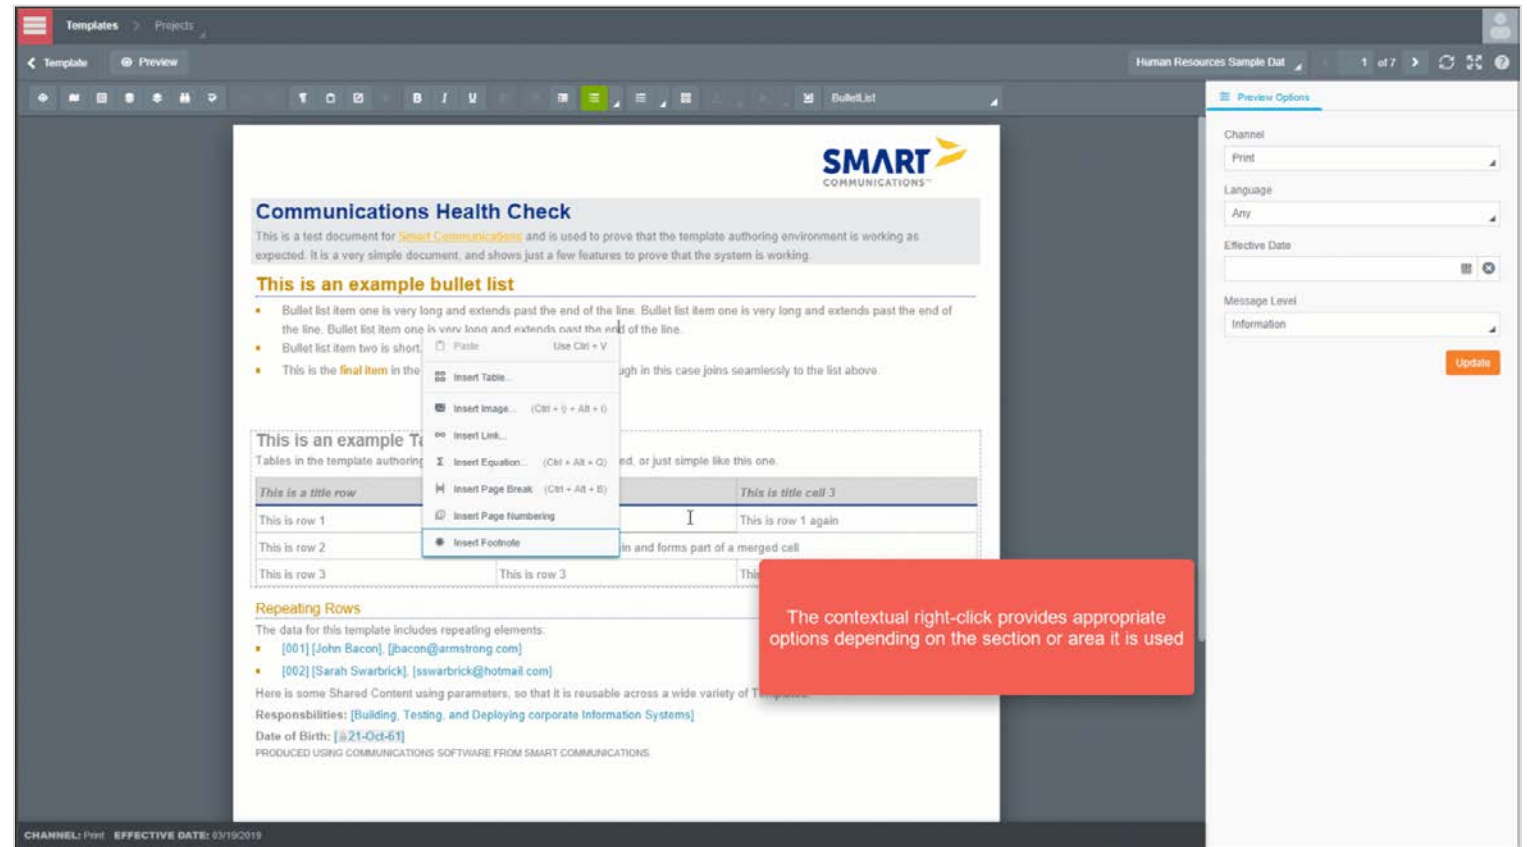 Templates > Projects
Template Preview
Human Resources Sample Dat 1 of 7
B I U BulletList
Preview Options
Channel
Print
Language
Any
Effective Date
Message Level
Information
Update
SMART
COMMUNICATIONS™
Communications Health Check
This is a test document for Smart Communications and is used to prove that the template authoring environment is working as
expected. It is a very simple document, and shows just a few features to prove that the system is working.
This is an example bullet list
Bullet list item one is very long and extends past the end of the line. Bullet list item one is very long and extends past the end of
the line. Bullet list item one is very long and extends past the end of the line.
Bullet list item two is short.
This is the final item in the
ugh in this case joins seamlessly to the list above.
Paste Use Ctrl + V
Insert Table...
Insert Image...
Insert Link...
Insert Equation... (Ctrl + Alt + Q)
Insert Page Break (Ctrl + Alt + B)
Insert Page Numbering
Insert Footnote
This is an example Ta
Tables in the template authoring
ed, or just simple like this one.
This is a title row This is title cell 3
This is row 1 This is row 1 again
This is row 2 in and forms part of a merged cell
This is row 3 This is row 3 This
The contextual right-click provides appropriate
options depending on the section or area it is used
Repeating Rows
The data for this template includes repeating elements.
[001] [John Bacon], [jbacon@armstrong.com]
[002] [Sarah Swarbrick], [sswarbrick@hotmail.com]
Here is some Shared Content using parameters, so that it is reusable across a wide variety of
Responsbilities: [Building, Testing, and Deploying corporate Information Systems]
Date of Birth: [21-Oct-61]
PRODUCED USING COMMUNICATIONS SOFTWARE FROM SMART COMMUNICATIONS
CHANNEL: Print EFFECTIVE DATE: 03/19/2019